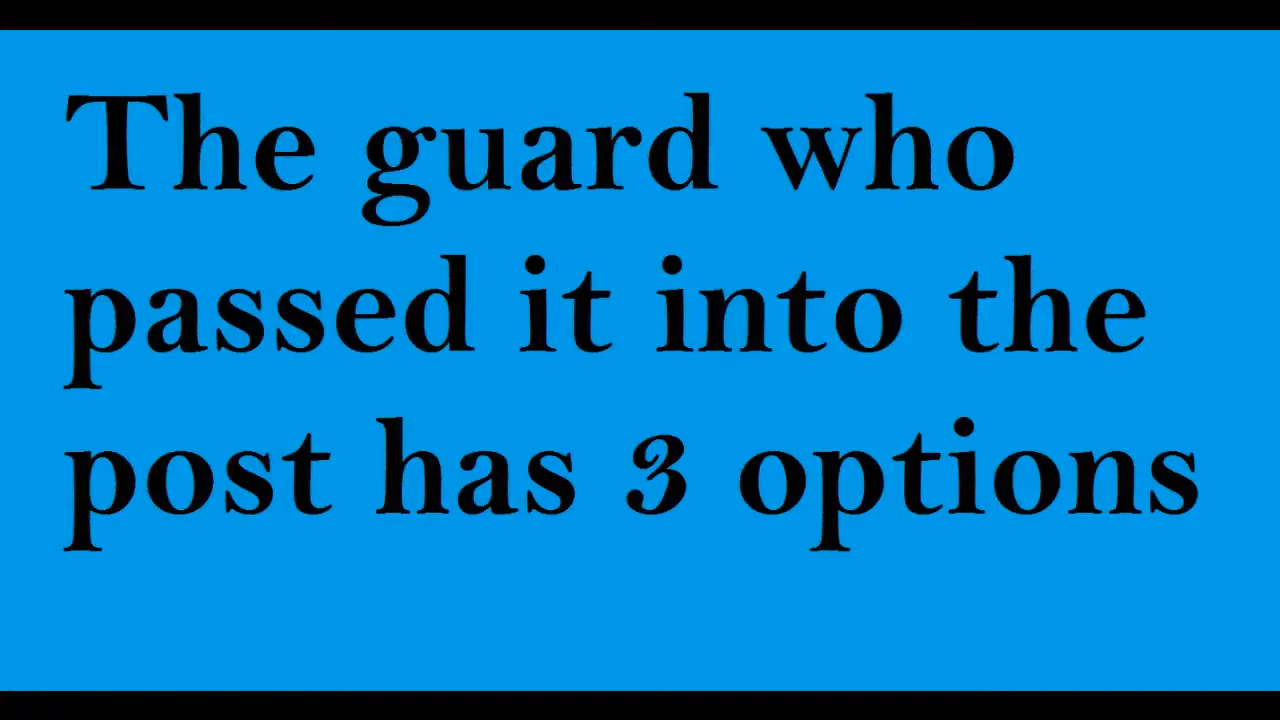 The guard who
passed it into the
post has 3 options